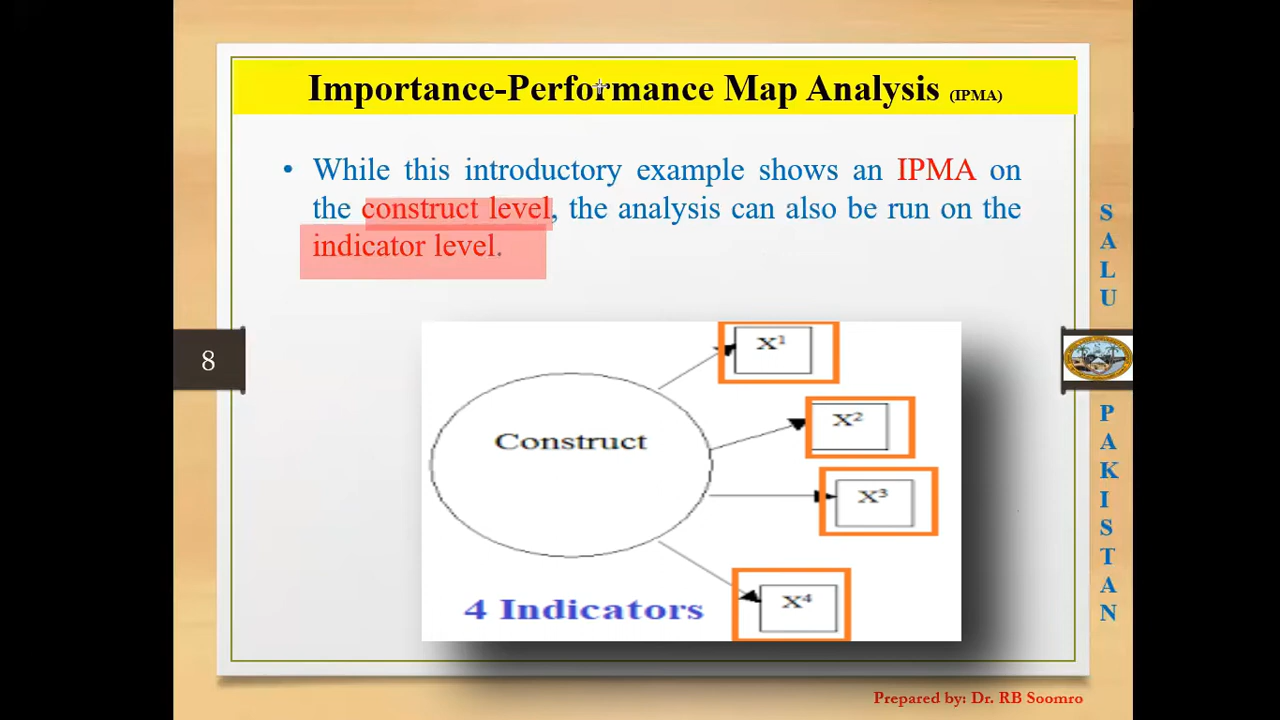 Importance-Performance Map Analysis (IPMA)
• While this introductory example shows an IPMA on
the construct level, the analysis can also be run on the
indicator level.
8
Construct
X¹
X²
X³
X⁴
4 Indicators
SALU
PAKISTAN
Prepared by: Dr. RB Soomro